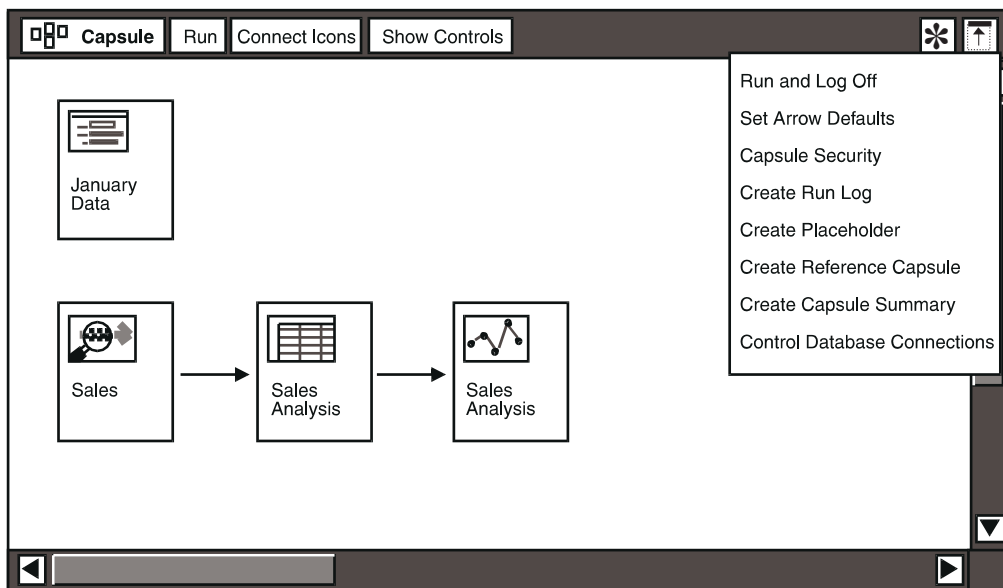 Capsule Run Connect Icons Show Controls
Run and Log Off
Set Arrow Defaults
Capsule Security
Create Run Log
Create Placeholder
Create Reference Capsule
Create Capsule Summary
Control Database Connections
January
Data
Sales
Sales
Analysis
Sales
Analysis